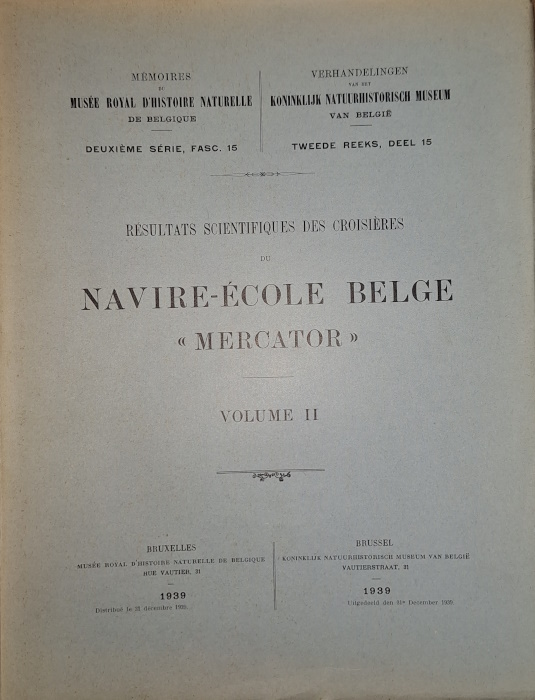 MÉMOIRES
DU
MUSÉE ROYAL D'HISTOIRE NATURELLE
DE BELGIQUE
DEUXIÈME SÉRIE, FASC. 15
VERHANDELINGEN
VAN HET
KONINKLIJK NATUURHISTORISCH MUSEUM
VAN BELGIË
TWEEDE REEKS, DEEL 15
RÉSULTATS SCIENTIFIQUES DES CROISIÈRES
DU
NAVIRE-ÉCOLE BELGE
« MERCATOR »
VOLUME II
BRUXELLES
MUSÉE ROYAL D'HISTOIRE NATURELLE DE BELGIQUE
RUE VAUTIER, 31
1939
Distribué le 31 décembre 1939.
BRUSSEL
KONINKLIJK NATUURHISTORISCH MUSEUM VAN BELGIË
VAUTIERSTRAAT, 31
1939
Uitgedeeld den 31n December 1939.